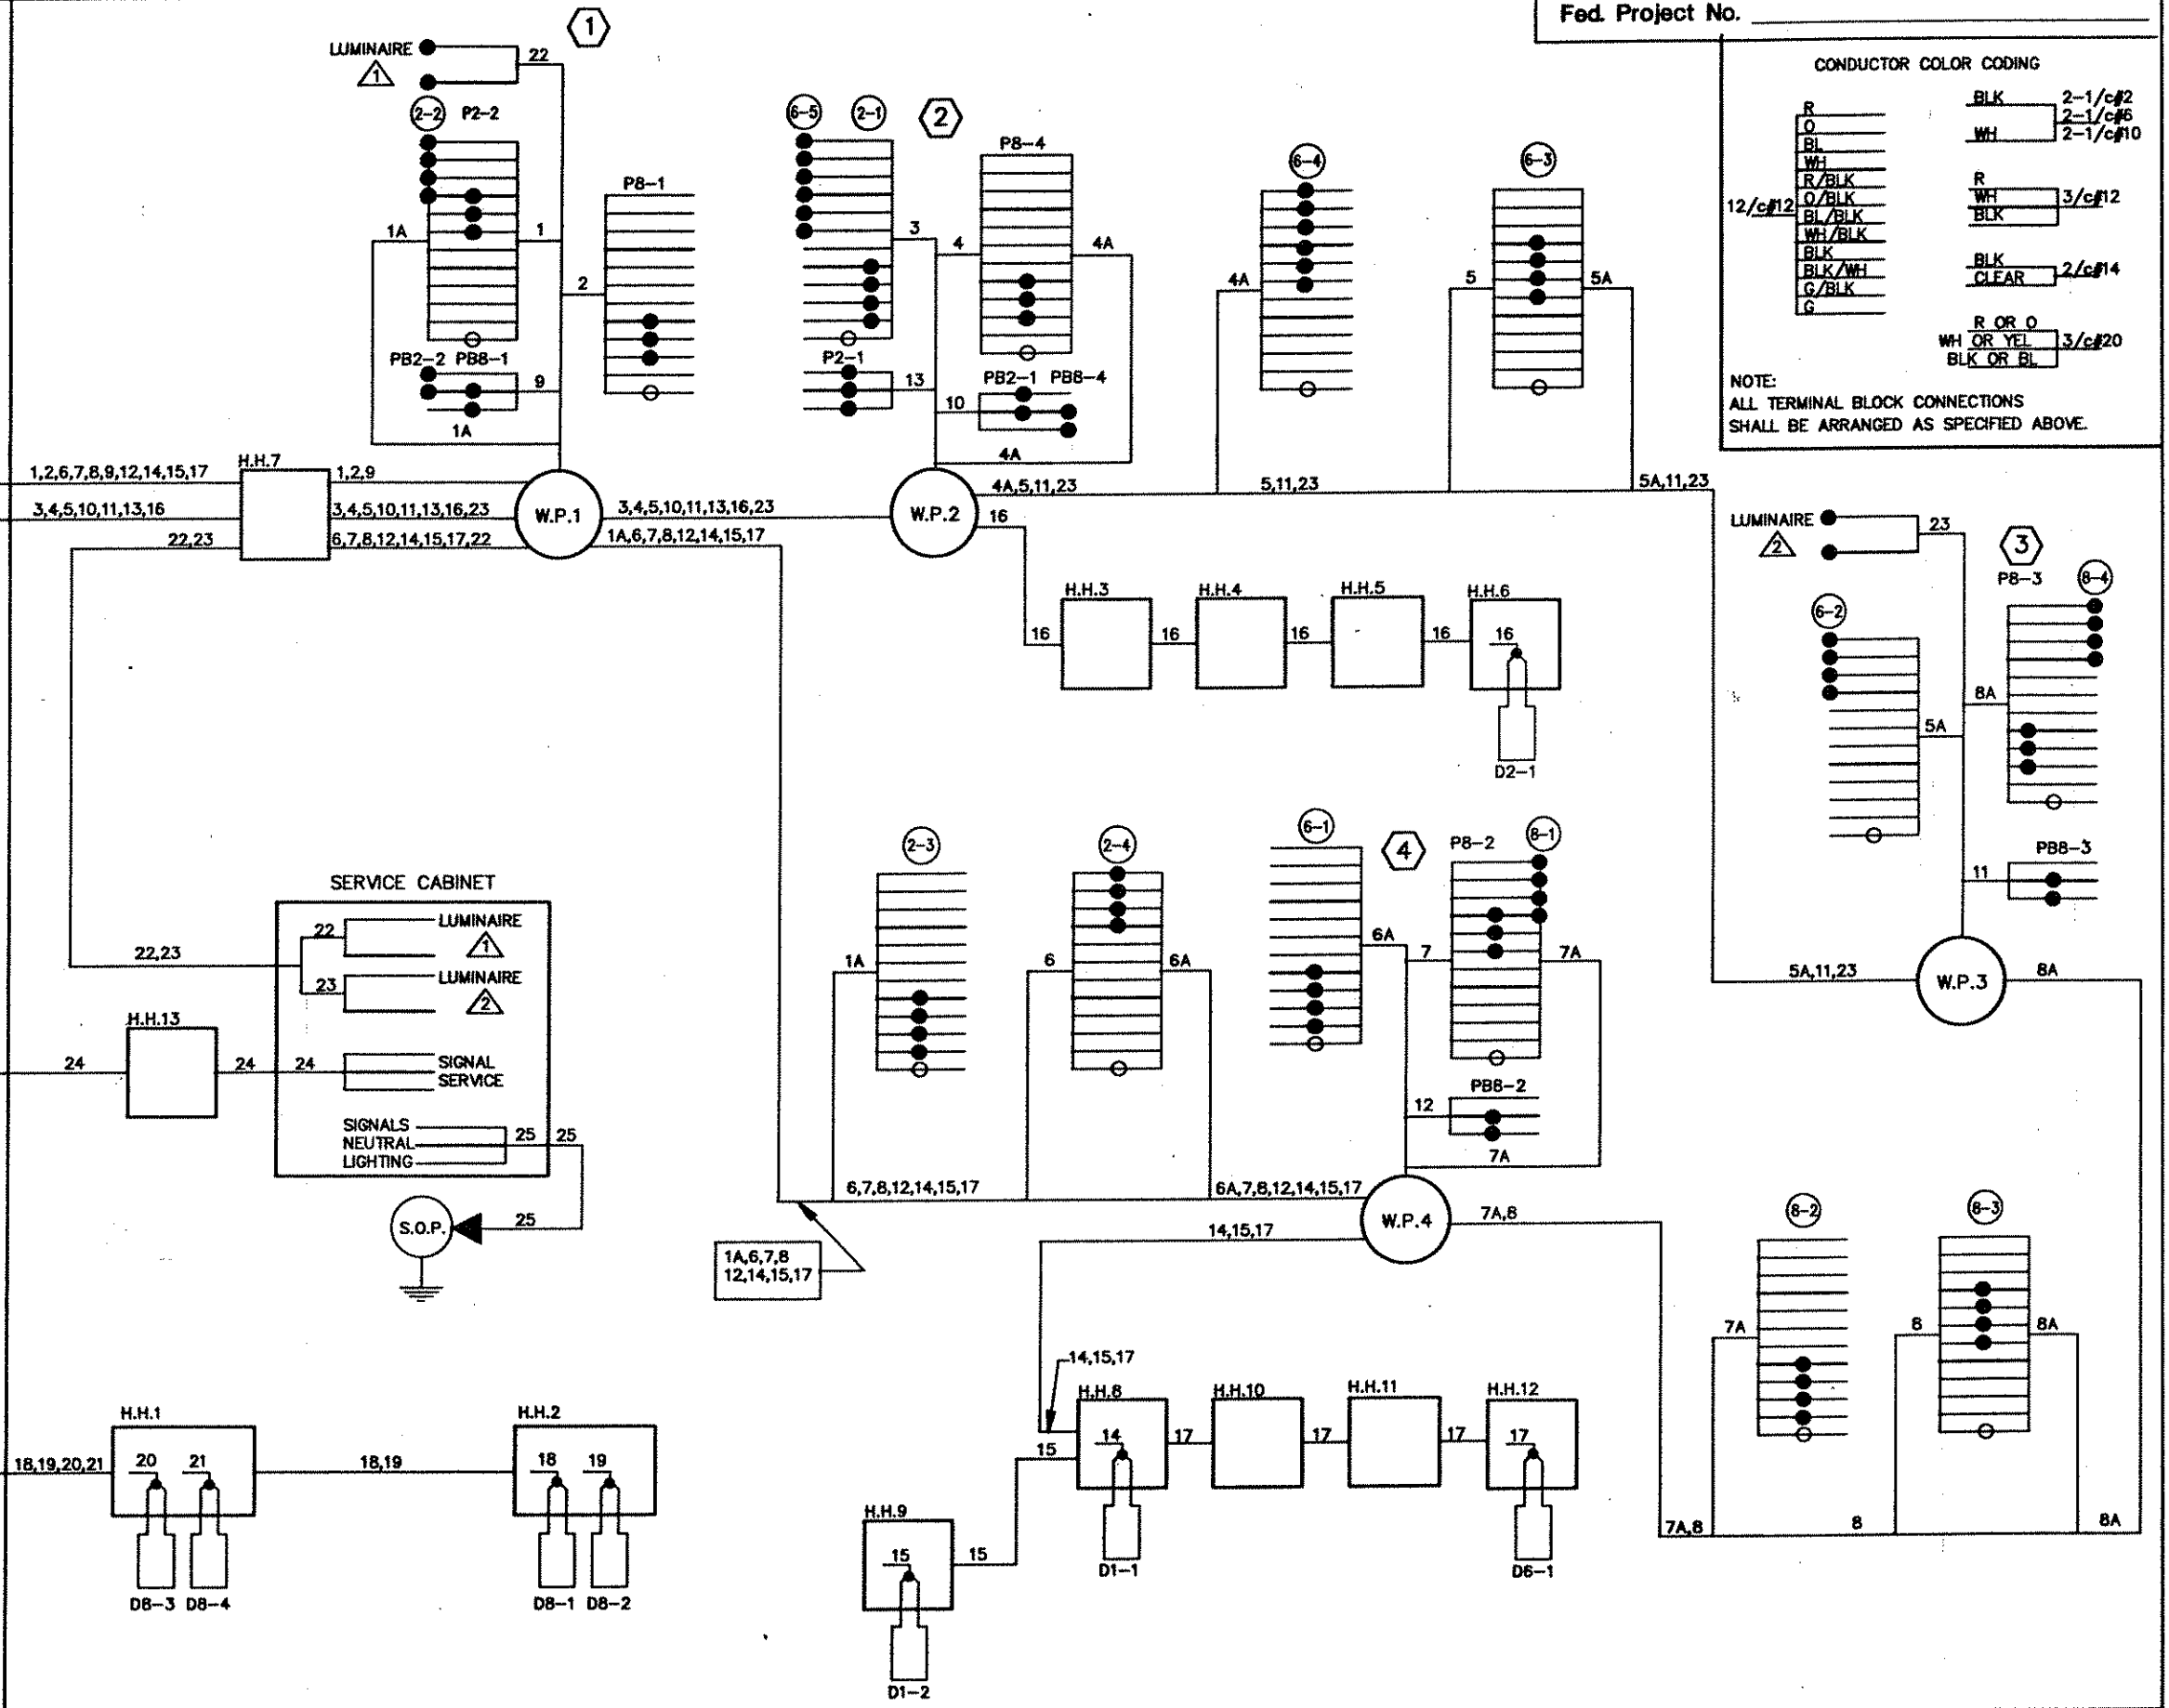 Fed. Project No.
CONDUCTOR COLOR CODING
R
O
BL
WH
R/BLK
O/BLK
BL/BLK
WH/BLK
BLK
BLK/WH
G/BLK
G
12/c#12
BLK
WH
2-1/c#2
2-1/c#6
2-1/c#10
R
WH
BLK
3/c#12
BLK
CLEAR
2/c#14
R OR O
WH OR YEL
BLK OR BL
3/c#20
NOTE:
ALL TERMINAL BLOCK CONNECTIONS
SHALL BE ARRANGED AS SPECIFIED ABOVE.
1
LUMINAIRE
1
22
2-2 P2-2
1A
1
P8-1
2
PB2-2 PB8-1
9
1A
6-5 2-1
2
3
P2-1
13
P8-4
4
4A
PB2-1 PB8-4
10
4A
6-4
4A
6-3
5
5A
1,2,6,7,8,9,12,14,15,17
H.H.7
1,2,9
3,4,5,10,11,13,16
3,4,5,10,11,13,16,23
22,23
6,7,8,12,14,15,17,22
W.P.1
3,4,5,10,11,13,16,23
1A,6,7,8,12,14,15,17
W.P.2
4A,5,11,23
5,11,23
5A,11,23
16
H.H.3
16
H.H.4
16
H.H.5
16
H.H.6
16
16
D2-1
LUMINAIRE
2
23
3
P8-3
8-4
6-2
8A
5A
PB8-3
11
5A,11,23
W.P.3
8A
SERVICE CABINET
22,23
22
LUMINAIRE
1
23
LUMINAIRE
2
H.H.13
24
24
24
SIGNAL
SERVICE
SIGNALS
NEUTRAL
LIGHTING
25
25
S.O.P.
25
2-3
1A
2-4
6
6A
6-1
4
6A
P8-2
8-1
7
7A
PB8-2
12
7A
6,7,8,12,14,15,17
6A,7,8,12,14,15,17
W.P.4
7A,8
14,15,17
1A,6,7,8
12,14,15,17
8-2
7A
8-3
8
8A
7A,8
8
8A
14,15,17
H.H.8
14
15
D1-1
17
H.H.10
17
H.H.11
17
H.H.12
17
D6-1
H.H.9
15
15
D1-2
18,19,20,21
H.H.1
20
21
D8-3 D8-4
18,19
H.H.2
18
19
D8-1 D8-2